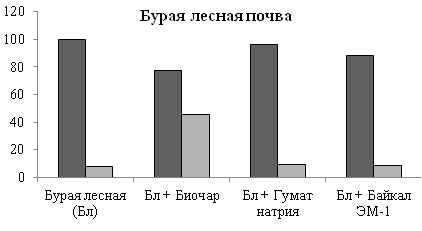 Бурая лесная почва
120
100
80
60
40
20
0
Бурая лесная
(Бл)
Бл + Биочар
Бл + Гумат
натрия
Бл + Байкал
ЭМ-1